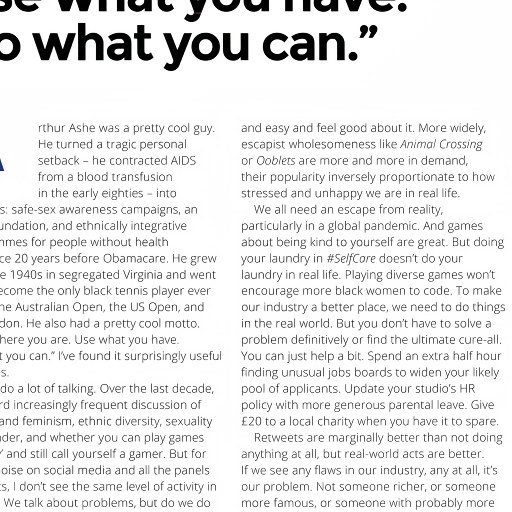 se what you have.
o what you can.”
rthur Ashe was a pretty cool guy.
He turned a tragic personal
setback – he contracted AIDS
from a blood transfusion
in the early eighties – into
s: safe-sex awareness campaigns, an
undation, and ethnically integrative
mmes for people without health
ce 20 years before Obamacare. He grew
e 1940s in segregated Virginia and went
ecome the only black tennis player ever
he Australian Open, the US Open, and
don. He also had a pretty cool motto.
here you are. Use what you have.
t you can.” I’ve found it surprisingly useful
s.
do a lot of talking. Over the last decade,
rd increasingly frequent discussion of
and feminism, ethnic diversity, sexuality
nder, and whether you can play games
’ and still call yourself a gamer. But for
oise on social media and all the panels
s, I don’t see the same level of activity in
We talk about problems, but do we do
and easy and feel good about it. More widely,
escapist wholesomeness like Animal Crossing
or Ooblets are more and more in demand,
their popularity inversely proportionate to how
stressed and unhappy we are in real life.
We all need an escape from reality,
particularly in a global pandemic. And games
about being kind to yourself are great. But doing
your laundry in #SelfCare doesn’t do your
laundry in real life. Playing diverse games won’t
encourage more black women to code. To make
our industry a better place, we need to do things
in the real world. But you don’t have to solve a
problem definitively or find the ultimate cure-all.
You can just help a bit. Spend an extra half hour
finding unusual jobs boards to widen your likely
pool of applicants. Update your studio’s HR
policy with more generous parental leave. Give
£20 to a local charity when you have it to spare.
Retweets are marginally better than not doing
anything at all, but real-world acts are better.
If we see any flaws in our industry, any at all, it’s
our problem. Not someone richer, or someone
more famous, or someone with probably more